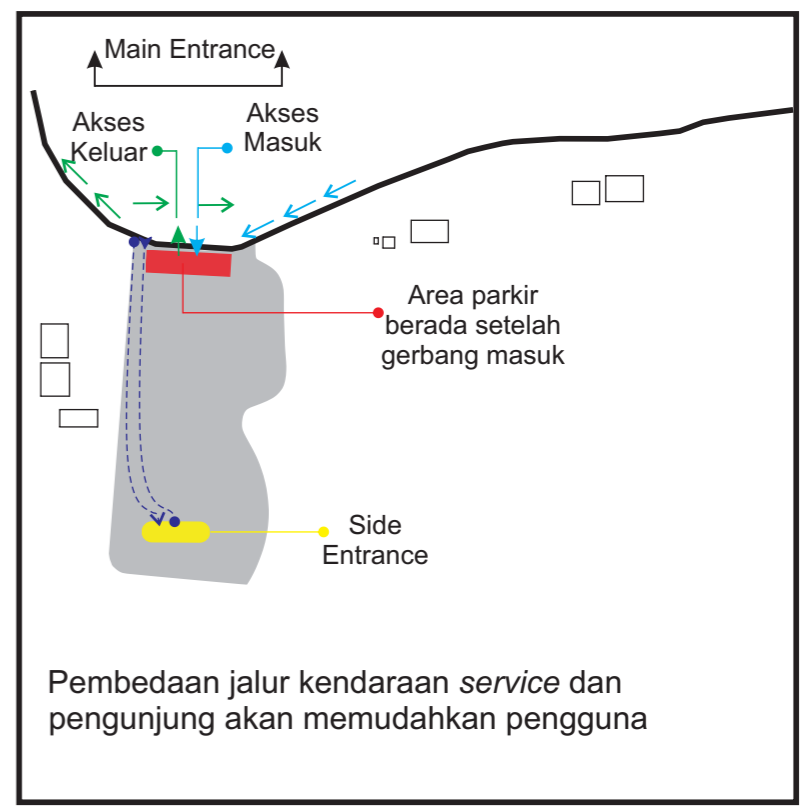 Main Entrance
Akses
Keluar
Akses
Masuk
Area parkir
berada setelah
gerbang masuk
Side
Entrance
Pembedaan jalur kendaraan service dan
pengunjung akan memudahkan pengguna